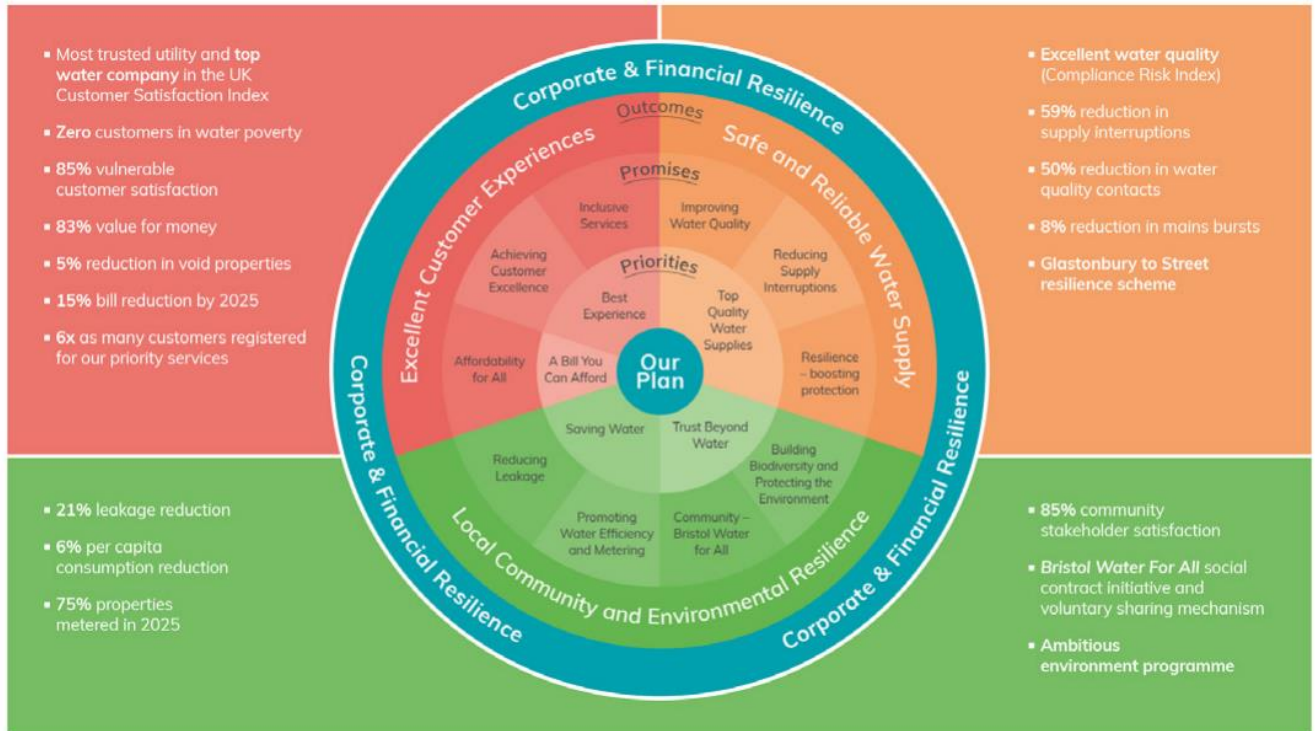 ▪ Most trusted utility and top
water company in the UK
Customer Satisfaction Index
▪ Zero customers in water poverty
▪ 85% vulnerable
customer satisfaction
▪ 83% value for money
▪ 5% reduction in void properties
▪ 15% bill reduction by 2025
▪ 6x as many customers registered
for our priority services
▪ Excellent water quality
(Compliance Risk Index)
▪ 59% reduction in
supply interruptions
▪ 50% reduction in water
quality contacts
▪ 8% reduction in mains bursts
▪ Glastonbury to Street
resilience scheme
Corporate & Financial Resilience
Outcomes
Excellent Customer Experiences
Safe and Reliable Water Supply
Promises
Inclusive
Services
Improving
Water Quality
Achieving
Customer
Excellence
Reducing
Supply
Interruptions
Priorities
Best
Experience
Top
Quality
Water
Supplies
Affordability
for All
A Bill You
Can Afford
Our
Plan
Resilience
– boosting
protection
Saving Water
Trust Beyond
Water
Reducing
Leakage
Building
Biodiversity and
Protecting the
Environment
Promoting
Water Efficiency
and Metering
Community –
Bristol Water
for All
Local Community and Environmental Resilience
Corporate & Financial Resilience
Corporate & Financial Resilience
▪ 21% leakage reduction
▪ 6% per capita
consumption reduction
▪ 75% properties
metered in 2025
▪ 85% community
stakeholder satisfaction
▪ Bristol Water For All social
contract initiative and
voluntary sharing mechanism
▪ Ambitious
environment programme